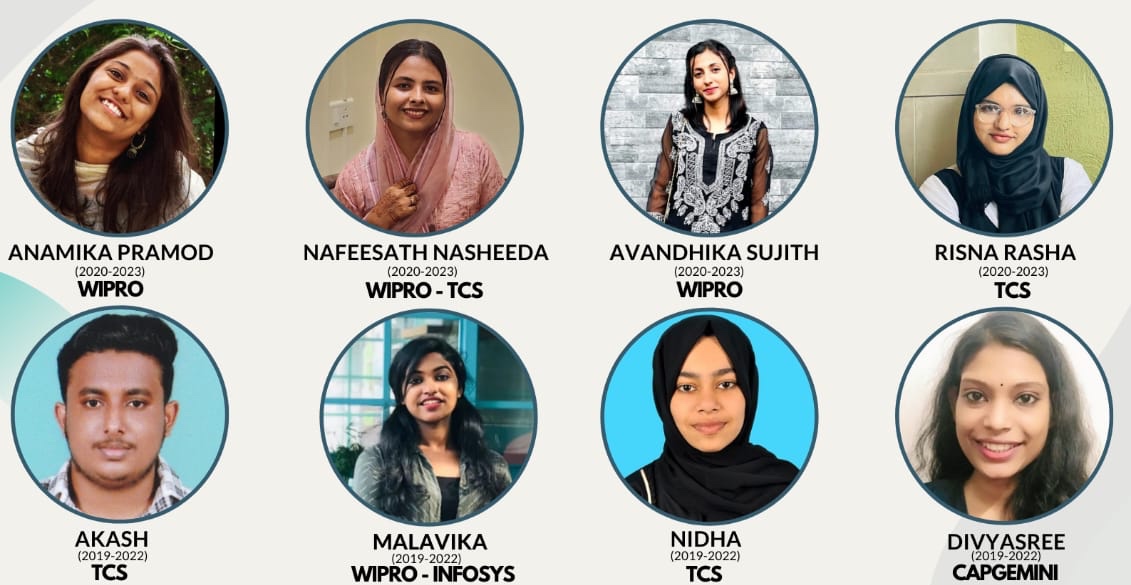 ANAMIKA PRAMOD
(2020-2023)
WIPRO
NAFEESATH NASHEEDA
(2020-2023)
WIPRO - TCS
AVANDHIKA SUJITH
(2020-2023)
WIPRO
RISNA RASHA
(2020-2023)
TCS
AKASH
(2019-2022)
TCS
MALAVIKA
(2019-2022)
WIPRO - INFOSYS
NIDHA
(2019-2022)
TCS
DIVYASREE
(2019-2022)
CAPGEMINI